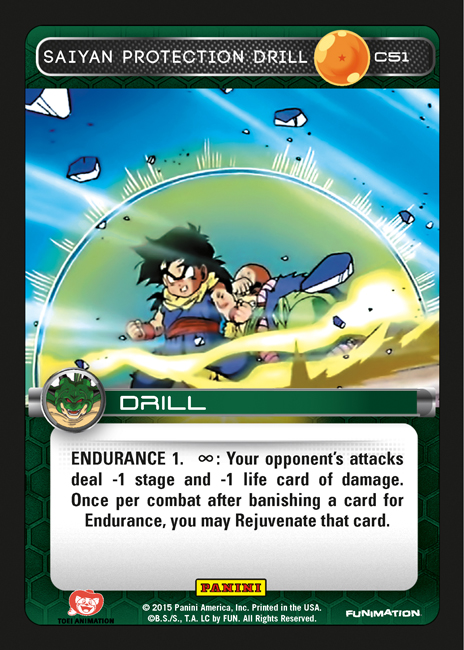 SAIYAN PROTECTION DRILL C51
DRILL
ENDURANCE 1. ∞: Your opponent's attacks
deal -1 stage and -1 life card of damage.
Once per combat after banishing a card for
Endurance, you may Rejuvenate that card.
PANINI
© 2015 Panini America, Inc. Printed in the USA.
©B.S./S., T.A. LC by FUN. All Rights Reserved.
TOEI ANIMATION
FUNIMATION